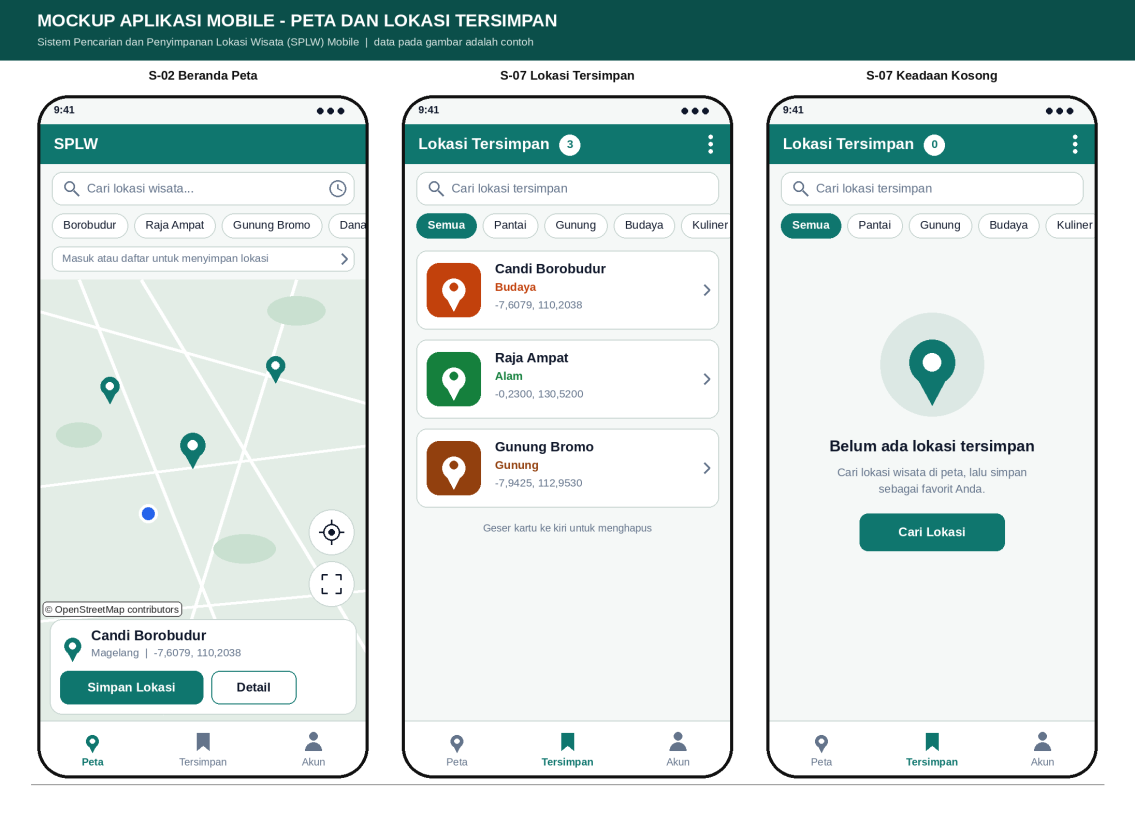 MOCKUP APLIKASI MOBILE - PETA DAN LOKASI TERSIMPAN
Sistem Pencarian dan Penyimpanan Lokasi Wisata (SPLW) Mobile | data pada gambar adalah contoh
S-02 Beranda Peta
9:41
SPLW
Cari lokasi wisata...
Borobudur
Raja Ampat
Gunung Bromo
Dana
Masuk atau daftar untuk menyimpan lokasi
© OpenStreetMap contributors
Candi Borobudur
Magelang | -7,6079, 110,2038
Simpan Lokasi
Detail
Peta
Tersimpan
Akun
S-07 Lokasi Tersimpan
9:41
Lokasi Tersimpan 3
Cari lokasi tersimpan
Semua
Pantai
Gunung
Budaya
Kuliner
Candi Borobudur
Budaya
-7,6079, 110,2038
Raja Ampat
Alam
-0,2300, 130,5200
Gunung Bromo
Gunung
-7,9425, 112,9530
Geser kartu ke kiri untuk menghapus
Peta
Tersimpan
Akun
S-07 Keadaan Kosong
9:41
Lokasi Tersimpan 0
Cari lokasi tersimpan
Semua
Pantai
Gunung
Budaya
Kuliner
Belum ada lokasi tersimpan
Cari lokasi wisata di peta, lalu simpan
sebagai favorit Anda.
Cari Lokasi
Peta
Tersimpan
Akun